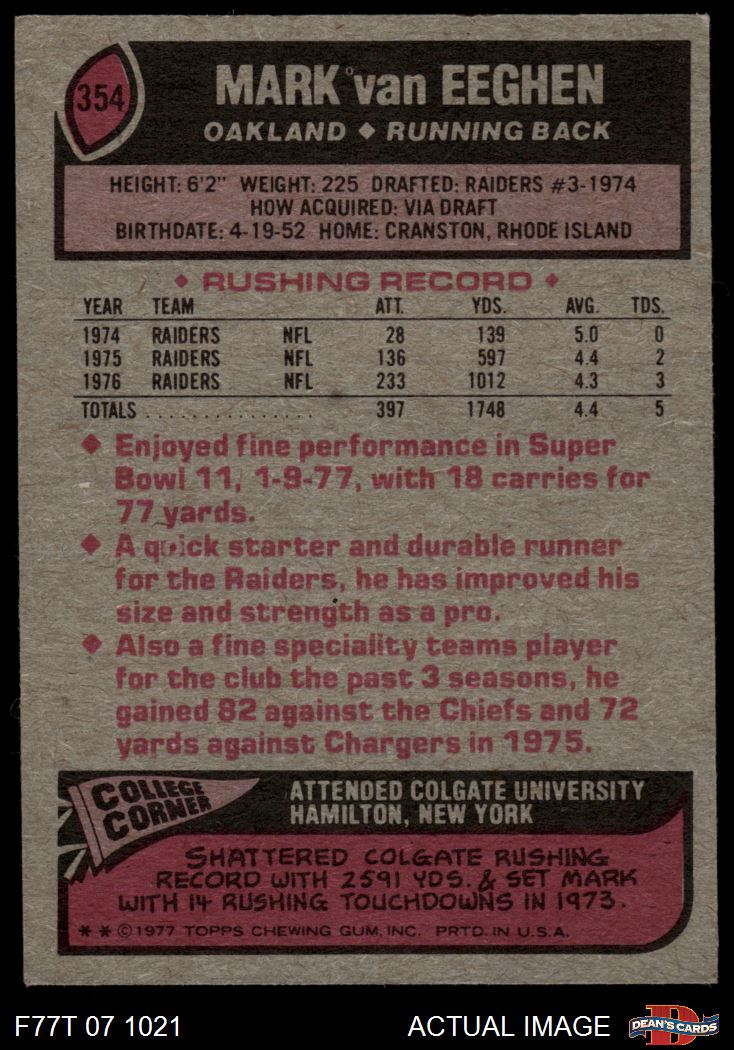 354
MARK van EEGHEN
OAKLAND ◆ RUNNING BACK
HEIGHT: 6'2" WEIGHT: 225 DRAFTED: RAIDERS #3-1974
HOW ACQUIRED: VIA DRAFT
BIRTHDATE: 4-19-52 HOME: CRANSTON, RHODE ISLAND
◆ RUSHING RECORD ◆
YEAR TEAM ATT. YDS. AVG. TDS.
1974 RAIDERS NFL 28 139 5.0 0
1975 RAIDERS NFL 136 597 4.4 2
1976 RAIDERS NFL 233 1012 4.3 3
TOTALS . . . . . . . . . . . . . . . 397 1748 4.4 5
◆ Enjoyed fine performance in Super
Bowl 11, 1-9-77, with 18 carries for
77 yards.
◆ A quick starter and durable runner
for the Raiders, he has improved his
size and strength as a pro.
◆ Also a fine speciality teams player
for the club the past 3 seasons, he
gained 82 against the Chiefs and 72
yards against Chargers in 1975.
COLLEGE
CORNER
ATTENDED COLGATE UNIVERSITY
HAMILTON, NEW YORK
SHATTERED COLGATE RUSHING
RECORD WITH 2591 YDS. & SET MARK
WITH 14 RUSHING TOUCHDOWNS IN 1973.
* * © 1977 TOPPS CHEWING GUM, INC. PRTD. IN U.S.A.
F77T 07 1021 ACTUAL IMAGE
D
DEAN'S CARDS